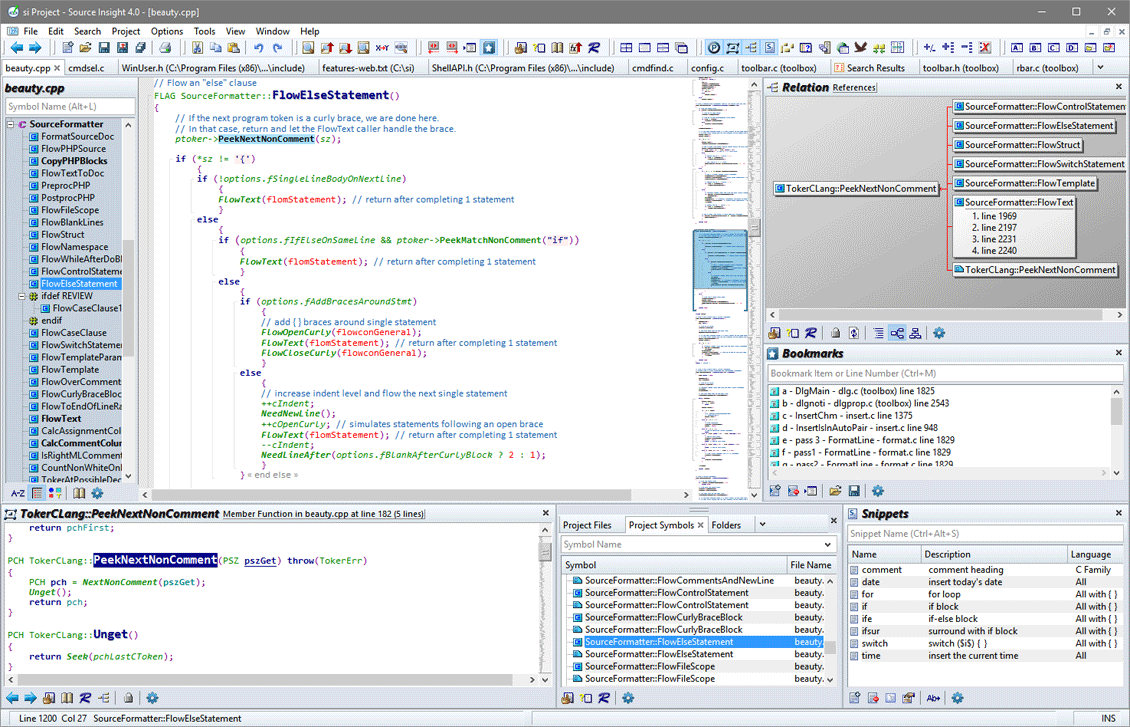 si Project - Source Insight 4.0 - [beauty.cpp]
File Edit Search Project Options Tools View Window Help
beauty.cpp cmdsel.c WinUser.h (C:\Program Files (x86)\...\include) features-web.txt (C:\si) ShellAPI.h (C:\Program Files (x86)\...\include) cmdfind.c config.c toolbar.c (toolbox) Search Results toolbar.h (toolbox) rbar.c (toolbox)
beauty.cpp
Symbol Name (Alt+L)
SourceFormatter
FormatSourceDoc
FlowPHPSource
CopyPHPBlocks
FlowTextToDoc
PreprocPHP
PostprocPHP
FlowFileScope
FlowBlankLines
FlowStruct
FlowNamespace
FlowWhileAfterDoBl
FlowControlStateme
FlowElseStatement
ifdef REVIEW
FlowCaseClause1
endif
FlowCaseClause
FlowSwitchStatemen
FlowTemplateParam
FlowTemplate
FlowOverComment
FlowCurlyBraceBloc
FlowToEndOfLineRa
FlowText
CalcAssignmentCol
CalcCommentColun
IsRightMLComment
CountNonWhiteOnl
TokerAtPossibleDec
A-Z
// Flow an "else" clause
FLAG SourceFormatter::FlowElseStatement()
{
// If the next program token is a curly brace, we are done here.
// In that case, return and let the FlowText caller handle the brace.
ptoker->PeekNextNonComment(sz);
if (*sz != '{')
{
if (!options.fSingleLineBodyOnNextLine)
{
FlowText(flomStatement); // return after completing 1 statement
}
else
{
if (options.fIfElseOnSameLine && ptoker->PeekMatchNonComment("if"))
{
FlowText(flomStatement); // return after completing 1 statement
}
else
{
if (options.fAddBracesAroundStmt)
{
// add { } braces around single statement
FlowOpenCurly(flowconGeneral);
FlowText(flomStatement); // return after completing 1 statement
FlowCloseCurly(flowconGeneral);
}
else
{
// increase indent level and flow the next single statement
++cIndent;
NeedNewLine();
++cOpenCurly; // simulates statements following an open brace
FlowText(flomStatement); // return after completing 1 statement
--cIndent;
NeedLineAfter(options.fBlankAfterCurlyBlock ? 2 : 1);
}
} « end else »
Relation References
TokerCLang::PeekNextNonComment
SourceFormatter::FlowControlStatement
SourceFormatter::FlowElseStatement
SourceFormatter::FlowStruct
SourceFormatter::FlowSwitchStatement
SourceFormatter::FlowTemplate
SourceFormatter::FlowText
1. line 1969
2. line 2197
3. line 2231
4. line 2240
TokerCLang::PeekNextNonComment
Bookmarks
Bookmark Item or Line Number (Ctrl+M)
a - DlgMain - dlg.c (toolbox) line 1825
b - dlgnoti - dlgprop.c (toolbox) line 2543
c - InsertChm - insert.c line 1375
d - InsertIsInAutoPair - insert.c line 948
e - pass 3 - FormatLine - format.c line 1829
f - pass1 - FormatLine - format.c line 1829
g - pass2 - FormatLine - format.c line 1829
TokerCLang::PeekNextNonComment Member Function in beauty.cpp at line 182 (5 lines)
return pchFirst;
}
PCH TokerCLang::PeekNextNonComment(PSZ pszGet) throw(TokerErr)
{
PCH pch = NextNonComment(pszGet);
Unget();
return pch;
}
PCH TokerCLang::Unget()
{
return Seek(pchLastCToken);
}
Project Files Project Symbols Folders
Symbol Name
Symbol File Name
SourceFormatter::FlowCommentsAndNewLine beauty.
SourceFormatter::FlowControlStatement beauty.
SourceFormatter::FlowControlStatement beauty.
SourceFormatter::FlowCurlyBraceBlock beauty.
SourceFormatter::FlowCurlyBraceBlock beauty.
SourceFormatter::FlowElseStatement beauty.
SourceFormatter::FlowElseStatement beauty.
SourceFormatter::FlowFileScope beauty.
SourceFormatter::FlowFileScope beauty.
Snippets
Snippet Name (Ctrl+Alt+S)
Name Description Language
comment comment heading C Family
date insert today's date All
for for loop All with { }
if if block All with { }
ife if-else block All with { }
ifsur surround with if block All with { }
switch switch ($i$) { } All with { }
time insert the current time All
Ab+
Line 1200 Col 27 SourceFormatter::FlowElseStatement INS